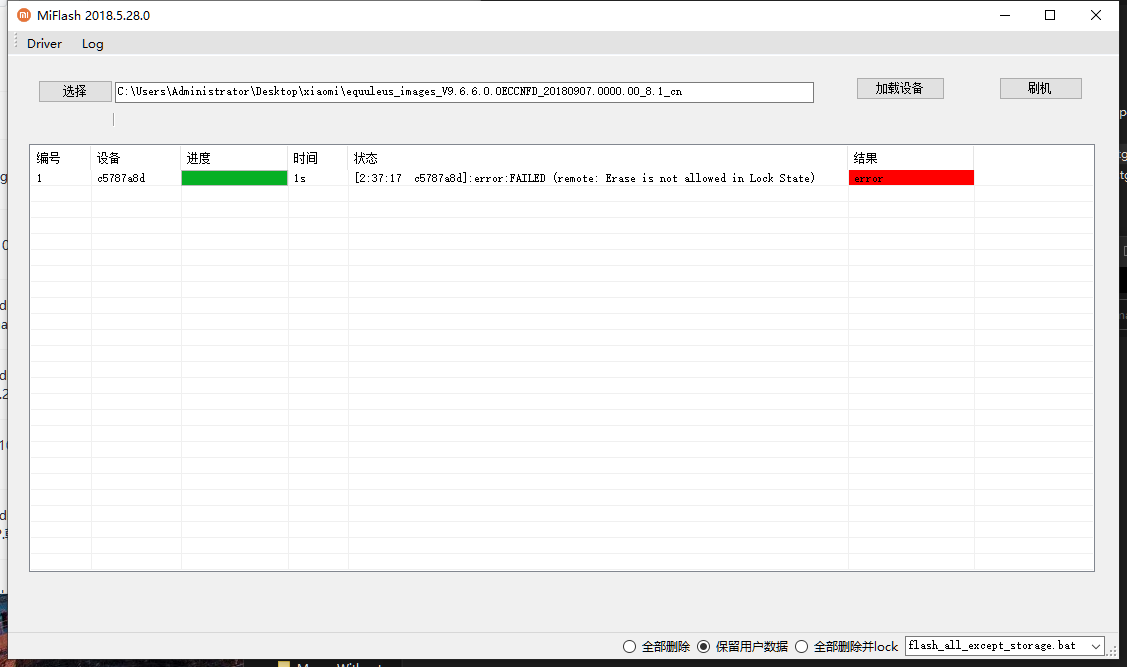 MiFlash 2018.5.28.0
Driver Log
选择 C:\Users\Administrator\Desktop\xiaomi\equuleus_images_V9.6.6.0.OECCNFD_20180907.0000.00_8.1_cn 加载设备 刷机
编号 设备 进度 时间 状态 结果
1 c5787a8d 1s [2:37:17 c5787a8d]:error:FAILED (remote: Erase is not allowed in Lock State) error
全部删除 保留用户数据 全部删除并lock flash_all_except_storage.bat